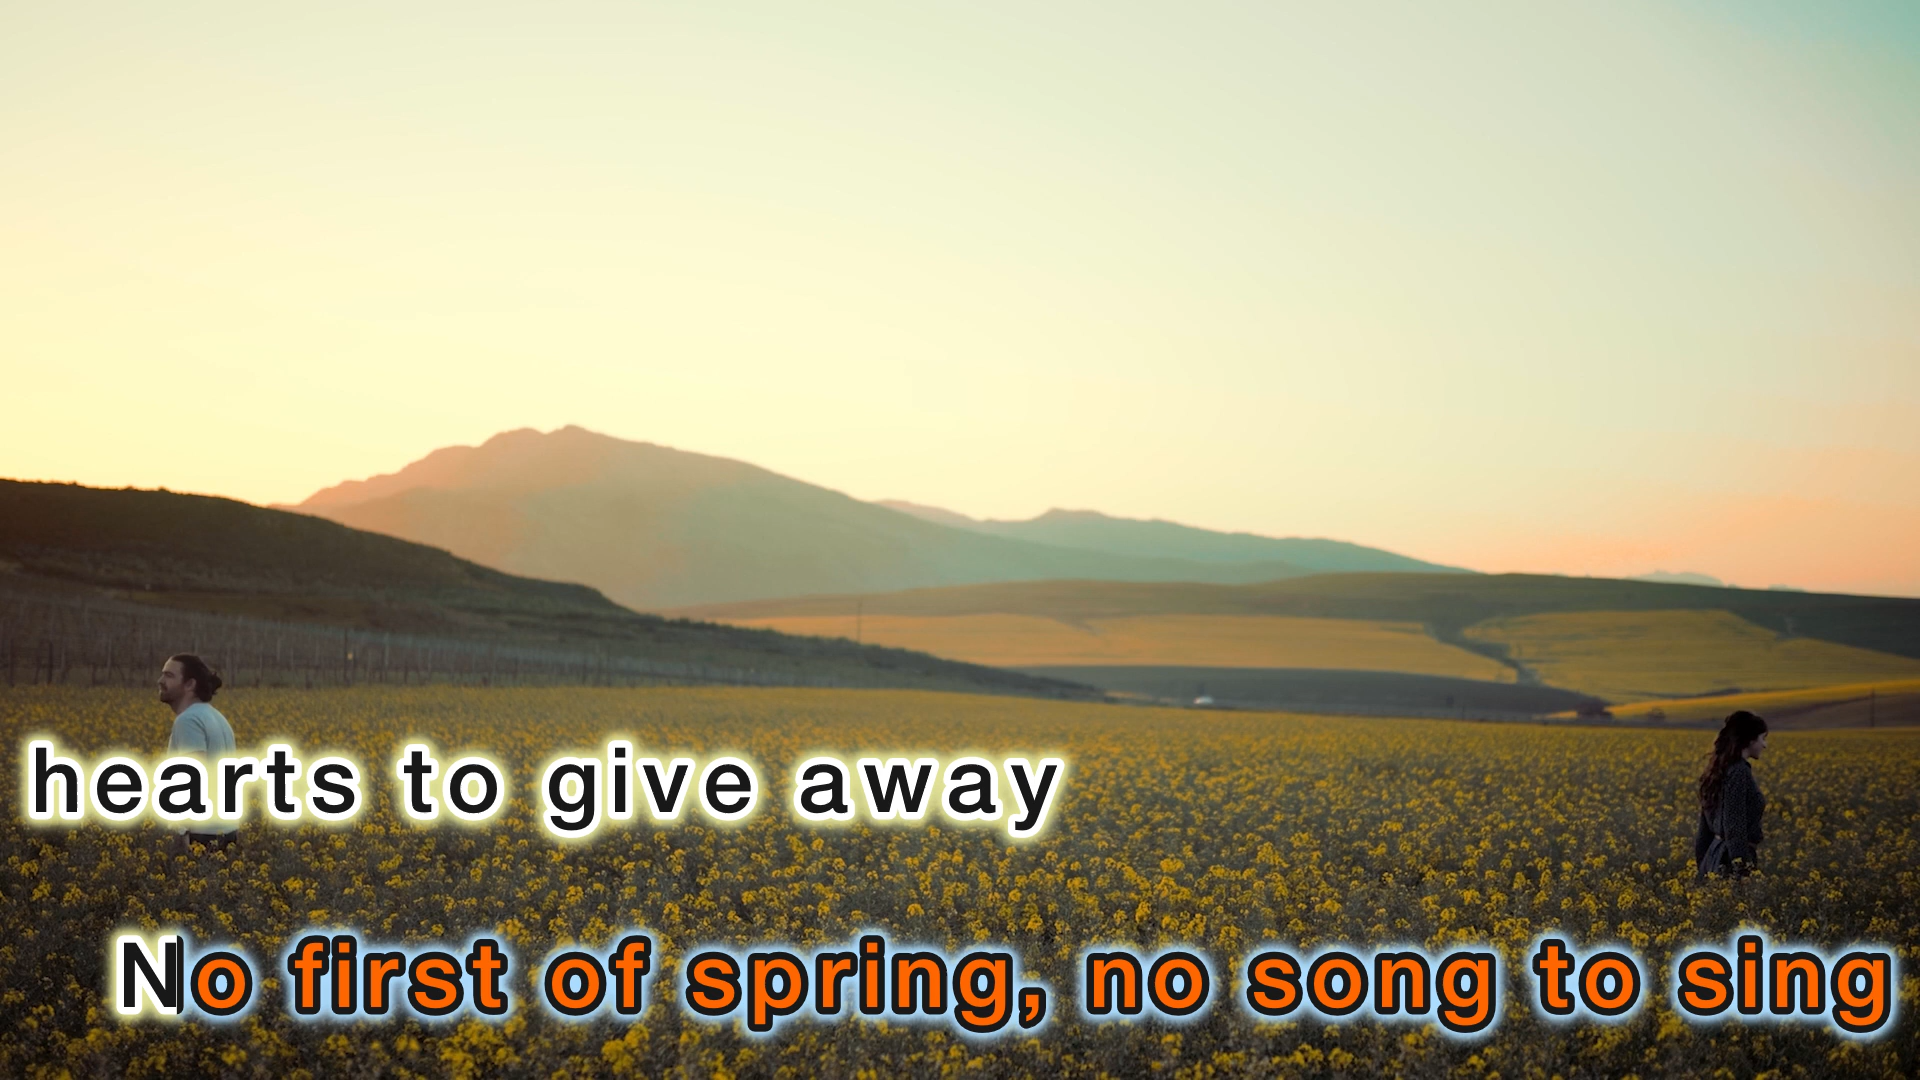 hearts to give away
No first of spring, no song to sing